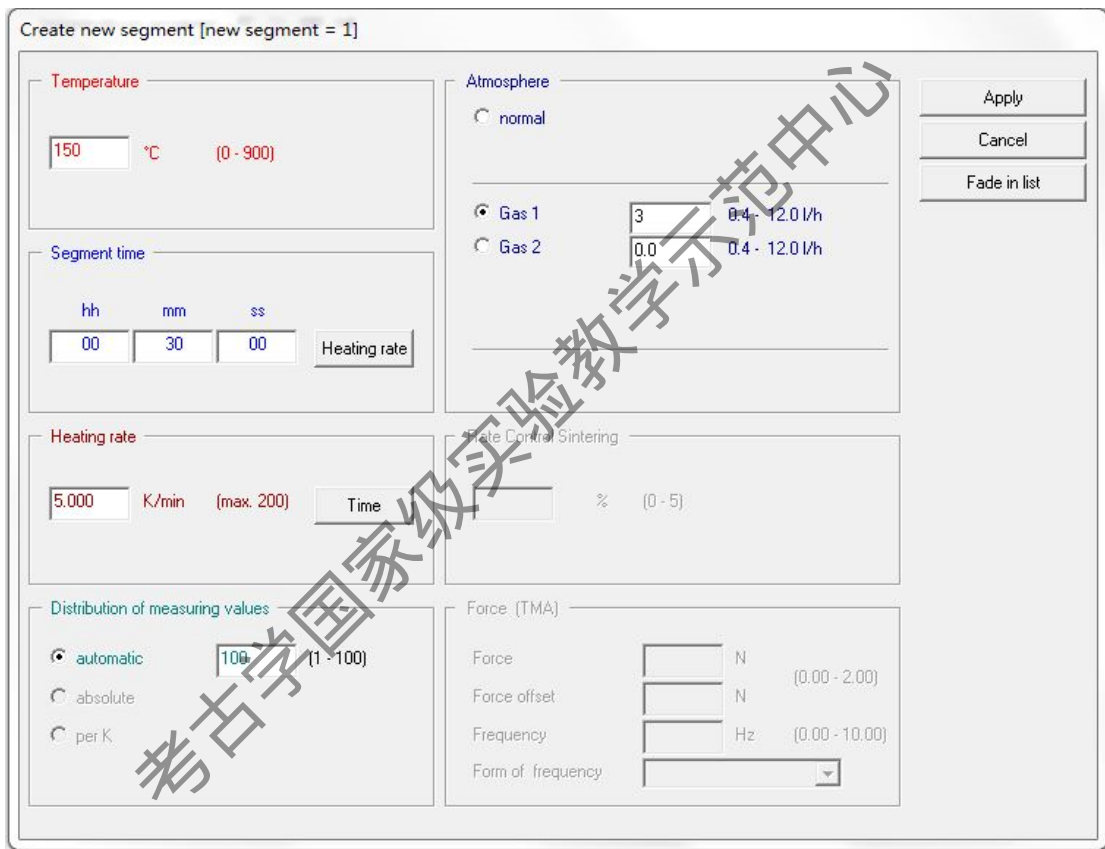 Create new segment [new segment = 1]
Temperature
150 °C (0 - 900)
Segment time
hh mm ss
00 30 00 Heating rate
Heating rate
5.000 K/min (max. 200) Time
Distribution of measuring values
automatic 100 (1 - 100)
absolute
per K
Atmosphere
normal
Gas 1 3 0.4 - 12.0 l/h
Gas 2 0.0 0.4 - 12.0 l/h
Rate Control Sintering
% (0 - 5)
Force (TMA)
Force N
(0.00 - 2.00)
Force offset N
Frequency Hz (0.00 - 10.00)
Form of frequency
Apply
Cancel
Fade in list
考古学国家级实验教学示范中心